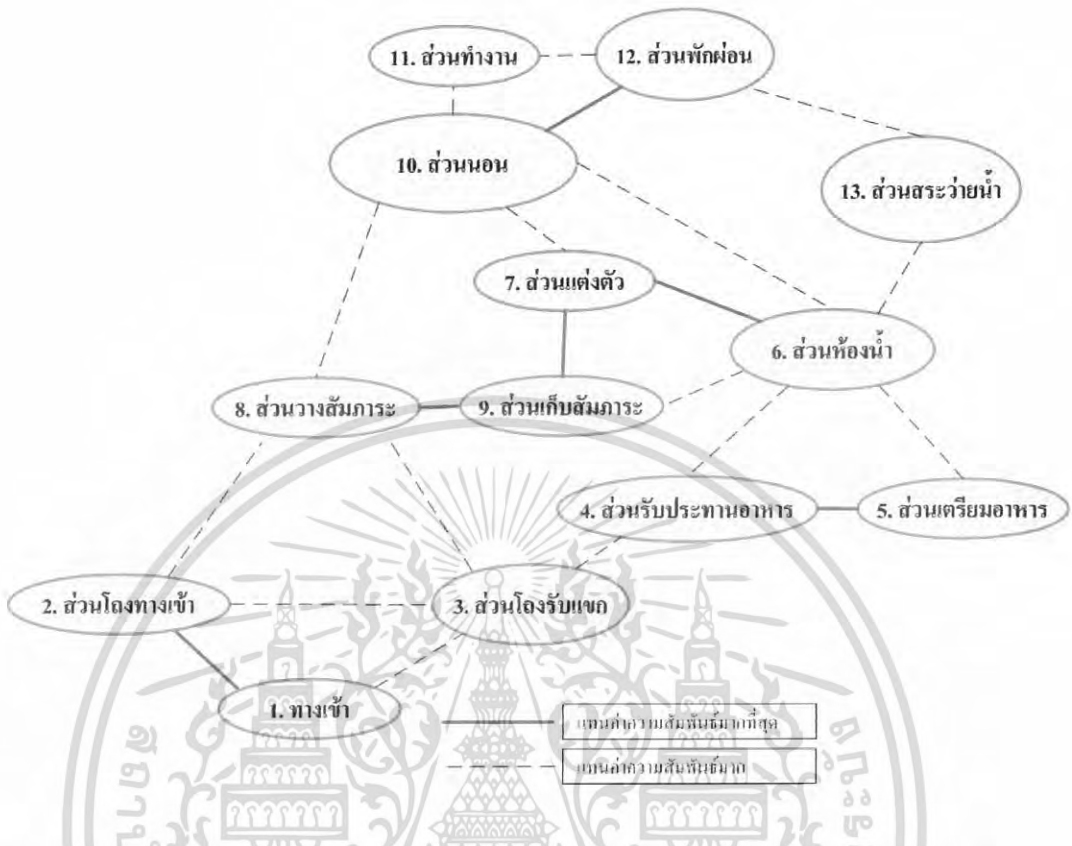 11. ส่วนทำงาน
12. ส่วนพักผ่อน
10. ส่วนนอน
13. ส่วนสระว่ายน้ำ
7. ส่วนแต่งตัว
6. ส่วนห้องน้ำ
8. ส่วนวางสัมภาระ
9. ส่วนเก็บสัมภาระ
4. ส่วนรับประทานอาหาร
5. ส่วนเตรียมอาหาร
2. ส่วนโถงทางเข้า
3. ส่วนโถงรับแขก
1. ทางเข้า
แทนค่าความสัมพันธ์มากที่สุด
แทนค่าความสัมพันธ์มาก